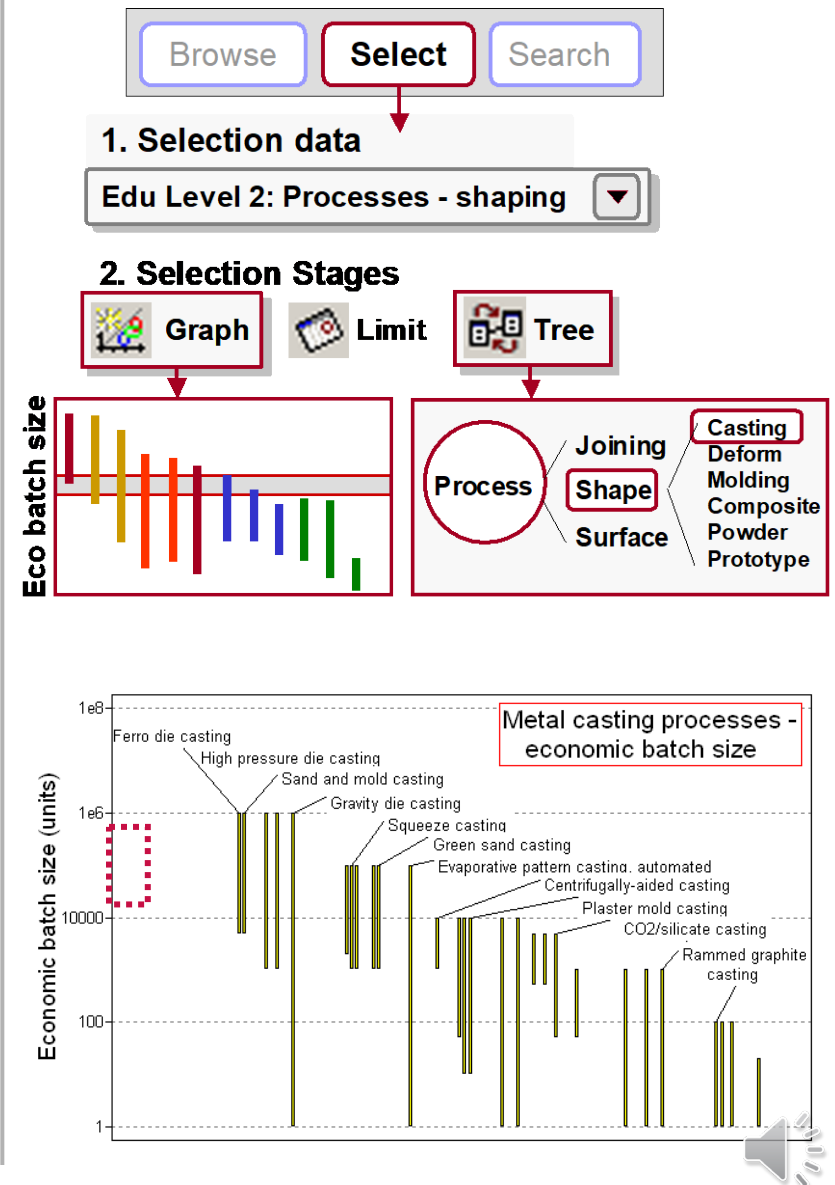 Browse
Select
Search
1. Selection data
Edu Level 2: Processes - shaping
2. Selection Stages
Graph
Limit
Tree
Eco batch size
Process
Joining
Shape
Surface
Casting
Deform
Molding
Composite
Powder
Prototype
Metal casting processes -
economic batch size
Economic batch size (units)
1e8
1e6
10000
100
1
Ferro die casting
High pressure die casting
Sand and mold casting
Gravity die casting
Squeeze casting
Green sand casting
Evaporative pattern casting, automated
Centrifugally-aided casting
Plaster mold casting
CO2/silicate casting
Rammed graphite
casting